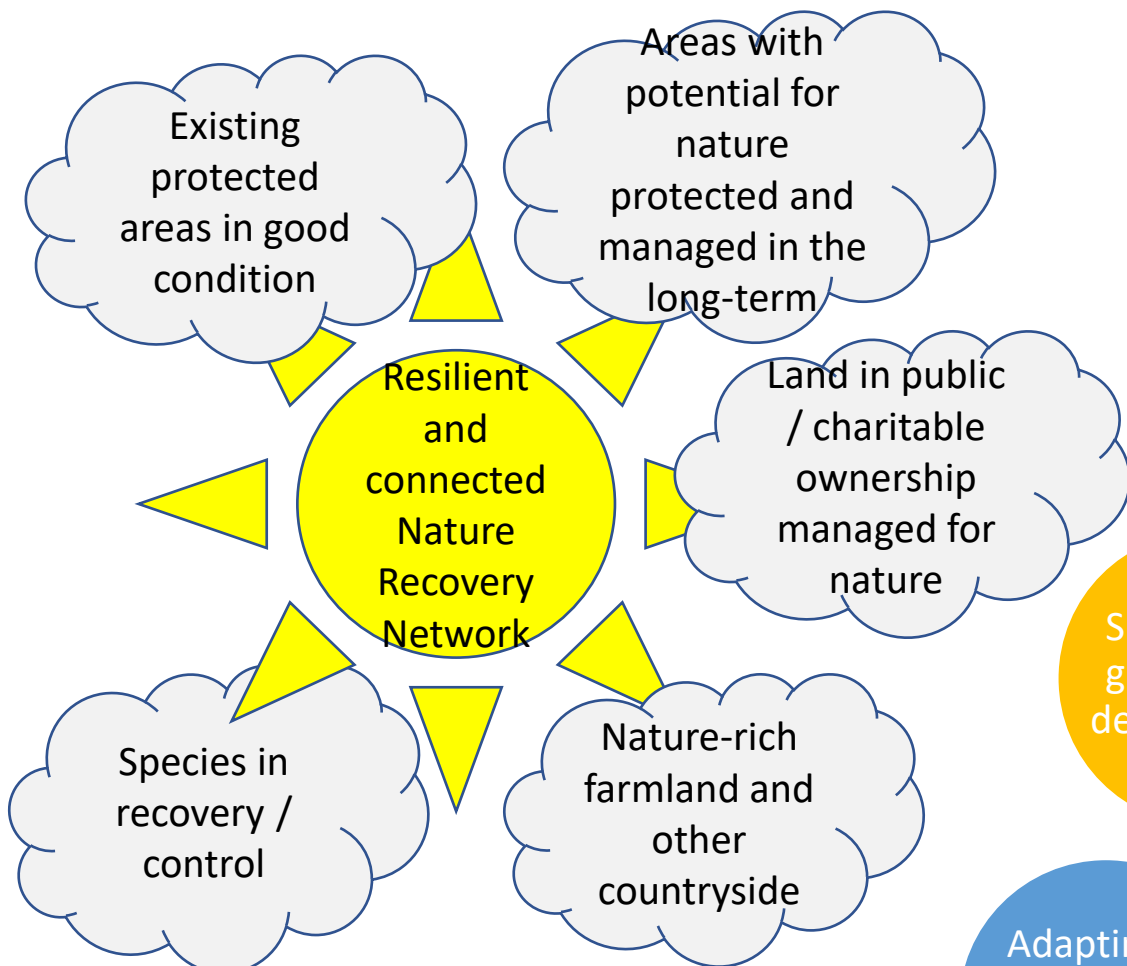 Existing
protected
areas in good
condition
Areas with
potential for
nature
protected and
managed in the
long-term
Resilient
and
connected
Nature
Recovery
Network
Land in public
/ charitable
ownership
managed for
nature
Species in
recovery /
control
Nature-rich
farmland and
other
countryside